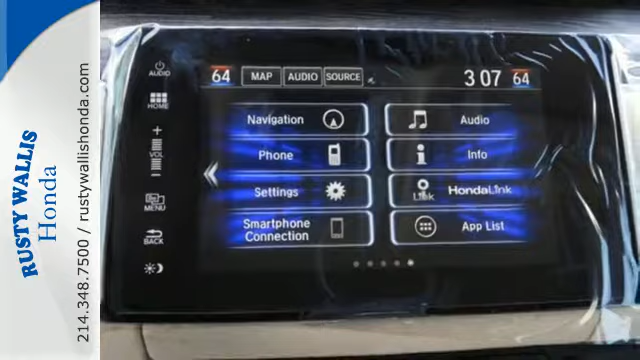 RUSTY WALLIS
Honda
214.348.7500 / rustywallishonda.com
AUDIO
HOME
+
VOL
-
MENU
BACK
64 MAP AUDIO SOURCE 3 07 64
Navigation
Audio
Phone
Info
Settings
Link HondaLink
Smartphone
Connection
App List